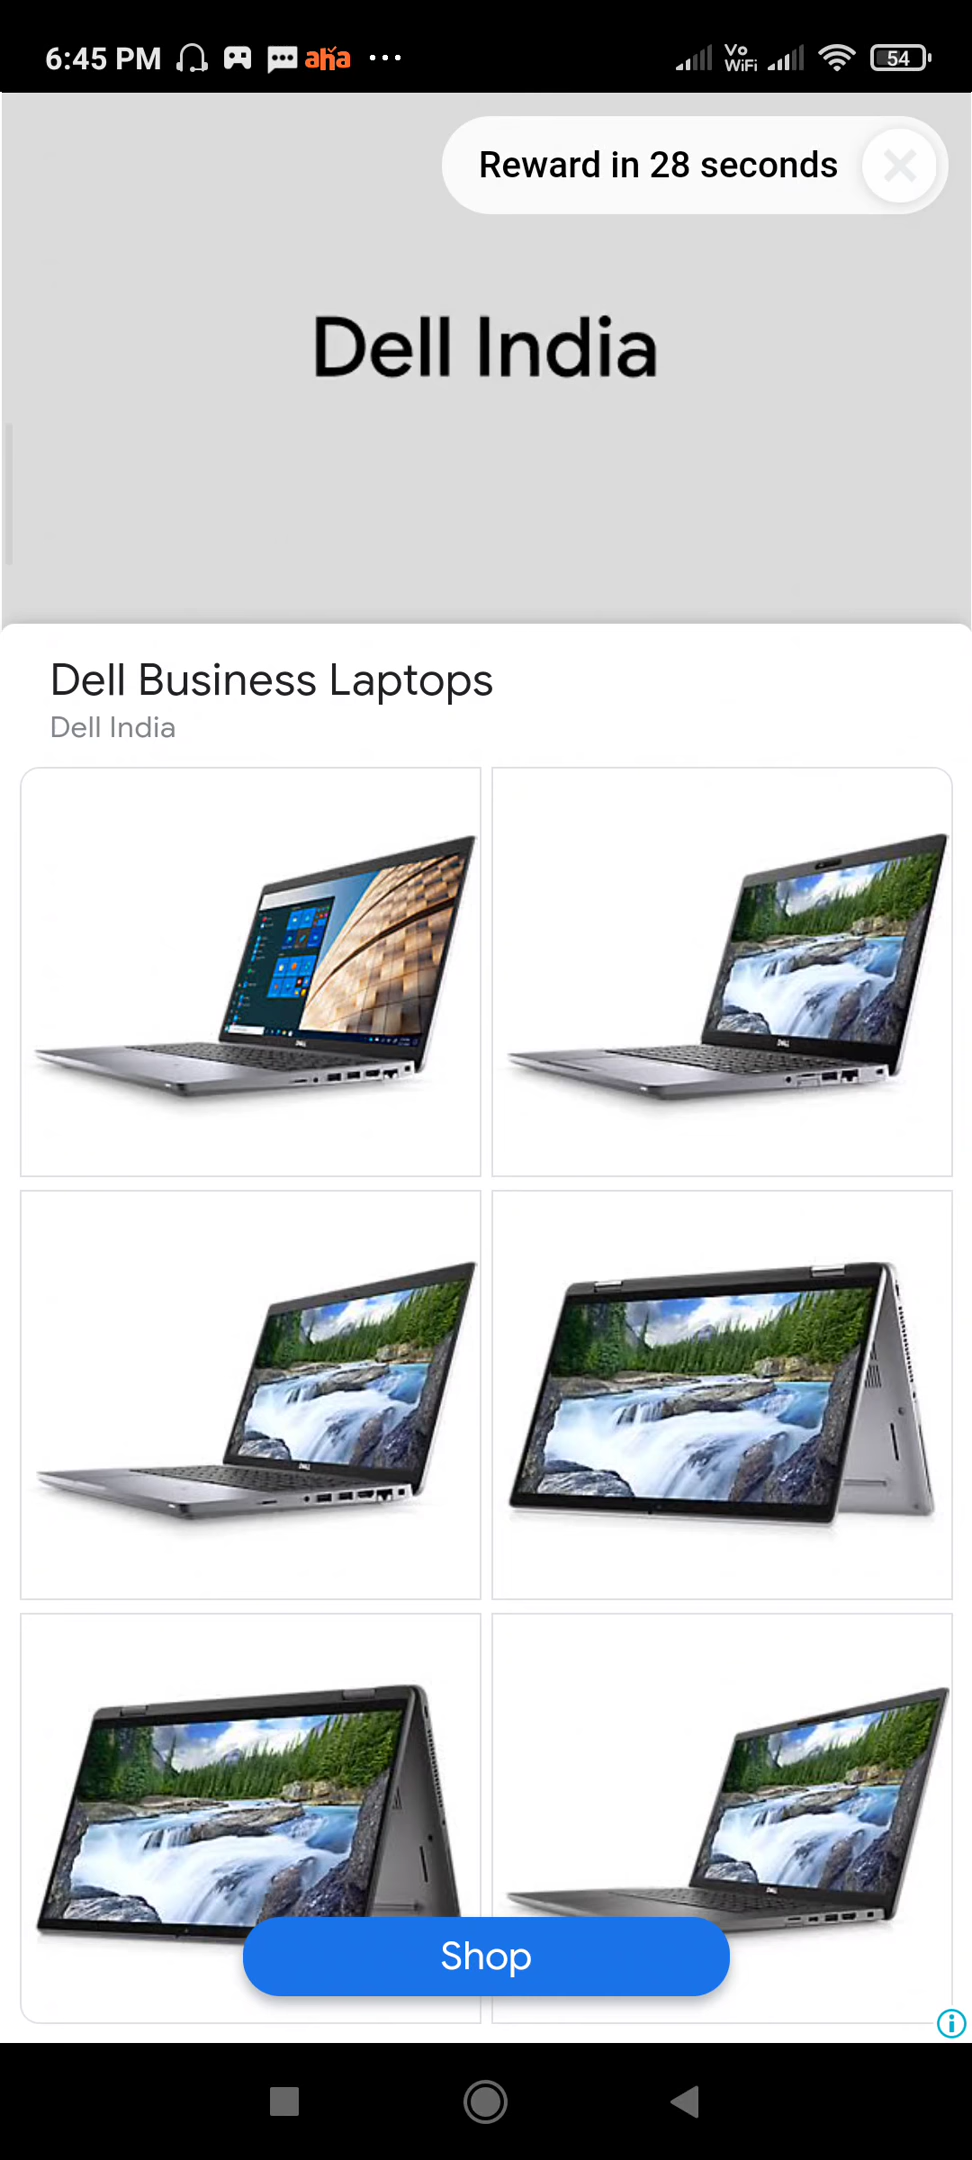 6:45 PM aha ... Vo WiFi 54
Reward in 28 seconds
Dell India
Dell Business Laptops
Dell India
Shop